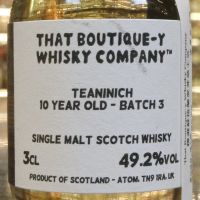 THAT BOUTIQUE-Y
WHISKY COMPANY™
TEANINICH
10 YEAR OLD - BATCH 3
SINGLE MALT SCOTCH WHISKY
3CL 49.2%VOL
PRODUCT OF SCOTLAND - ATOM. TN9 1RA. UK